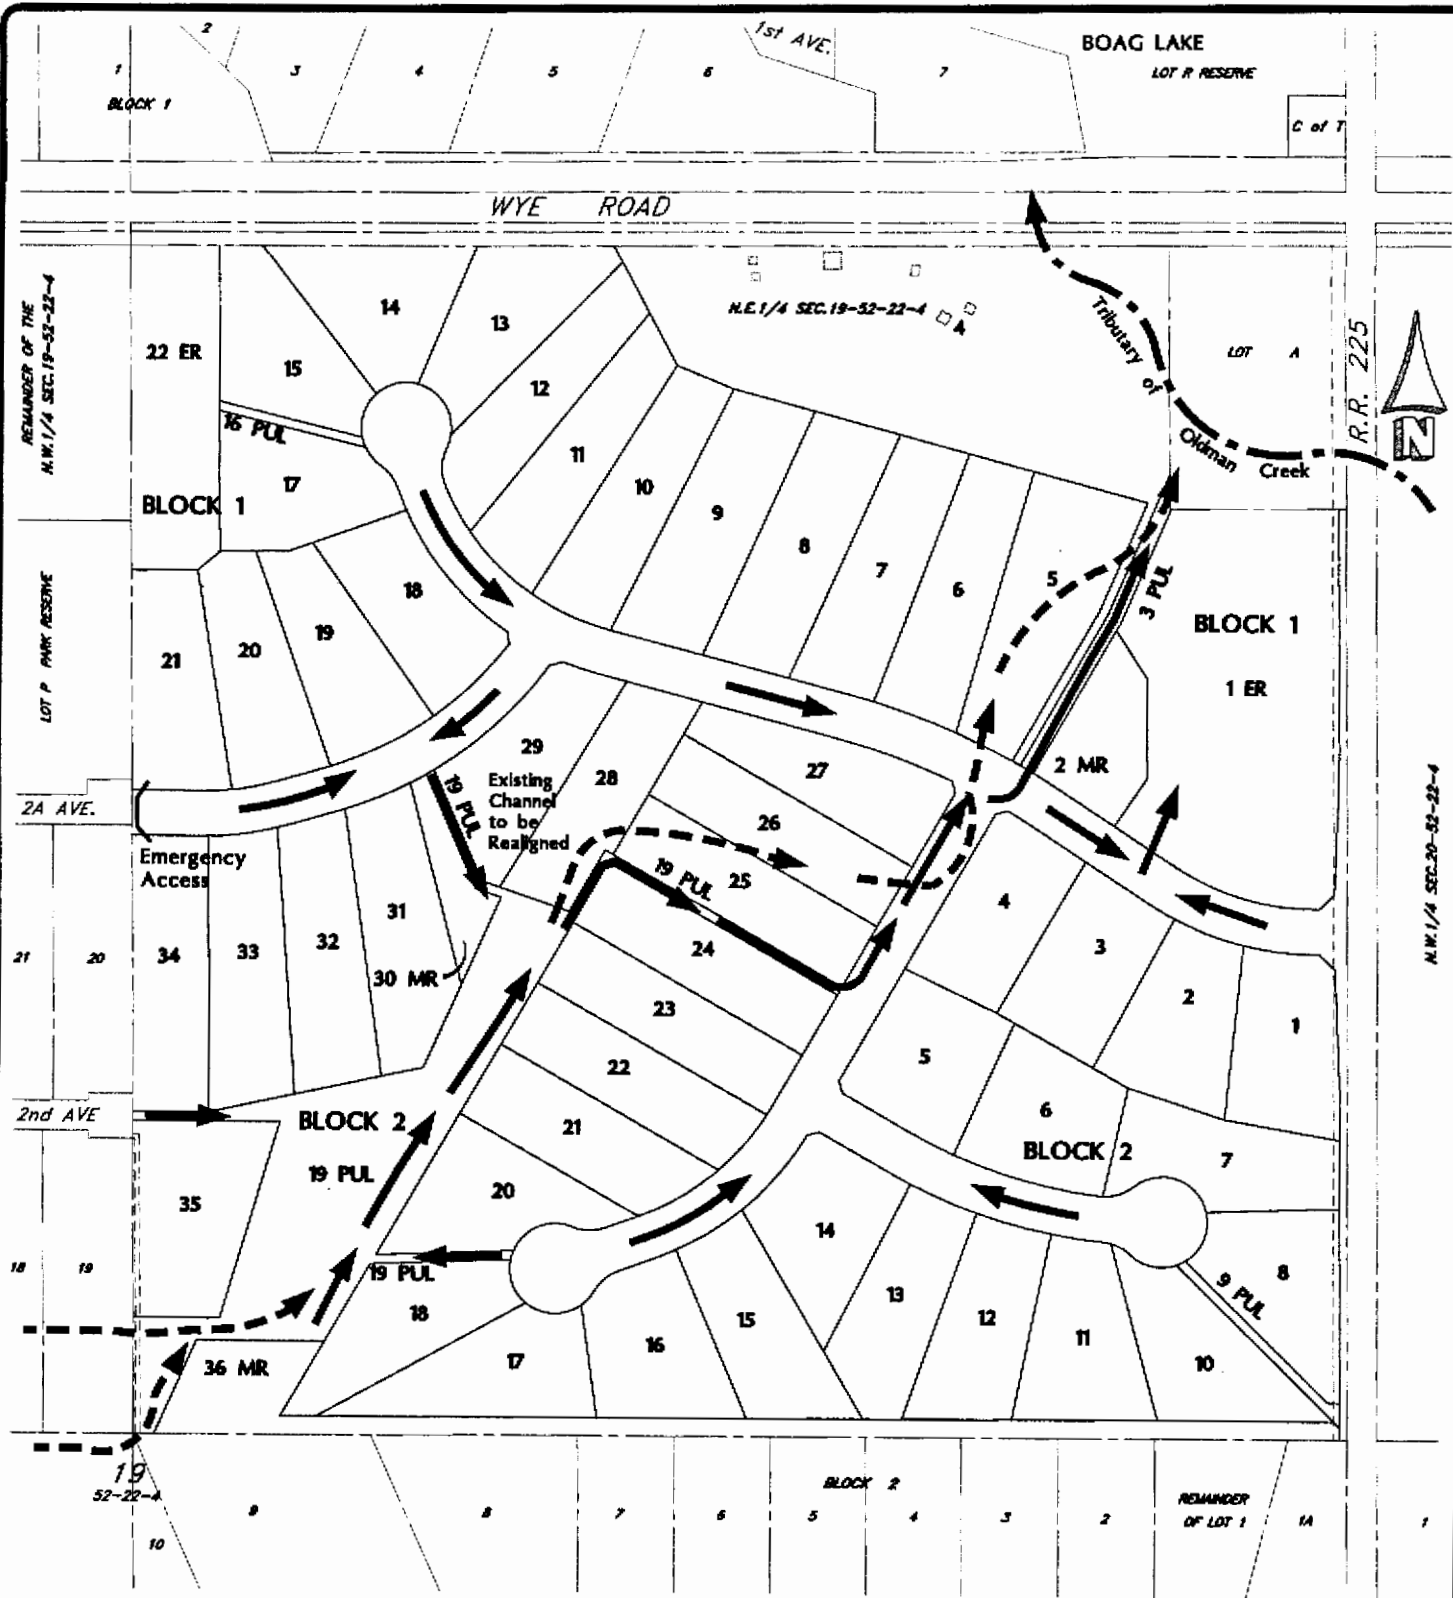 2
1st AVE.
BOAG LAKE
1
3
4
5
6
7
LOT R RESERVE
BLOCK 1
C of T
WYE ROAD
REMAINDER OF THE
N.W.1/4 SEC.19-52-22-4
14
13
N.E.1/4 SEC.19-52-22-4
A
Tributary of Oldman Creek
LOT A
R.R. 225
N
22 ER
15
12
16 PUL
11
17
10
9
BLOCK 1
8
7
6
5
3 PUL
BLOCK 1
1 ER
18
19
20
21
LOT P PARK RESERVE
29
28
27
2 MR
19 PUL
Existing
Channel
to be
Realigned
2A AVE.
Emergency
Access
26
19 PUL
25
24
4
3
2
1
N.W.1/4 SEC.20-52-22-4
31
32
33
34
21
20
30 MR
23
22
21
5
6
2nd AVE
BLOCK 2
19 PUL
BLOCK 2
7
35
20
14
18
19
19 PUL
18
13
12
11
8
9 PUL
10
15
16
17
36 MR
19
52-22-4
9
10
8
7
6
5
BLOCK 2
4
3
2
REMAINDER
OF LOT 1
1A
1